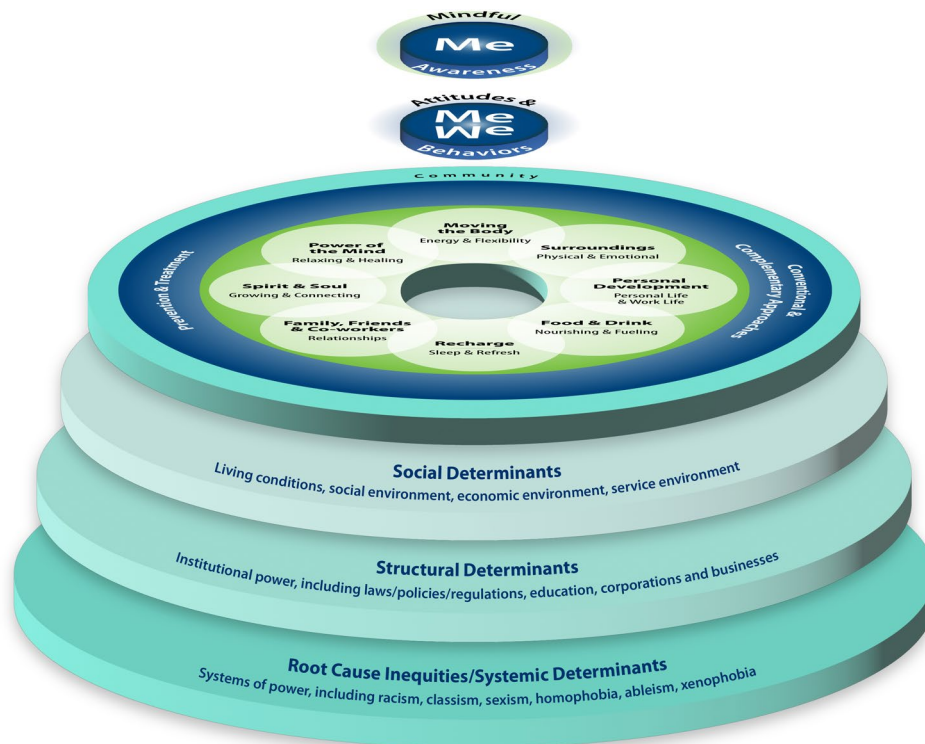 Mindful
Me
Awareness
Attitudes &
Me
We
Behaviors
Community
Prevention & Treatment
Conventional &
Complementary Approaches
Moving
the Body
Energy & Flexibility
Surroundings
Physical & Emotional
Personal
Development
Personal Life
& Work Life
Food & Drink
Nourishing & Fueling
Recharge
Sleep & Refresh
Family, Friends
& Co-workers
Relationships
Spirit & Soul
Growing & Connecting
Power of
the Mind
Relaxing & Healing
Social Determinants
Living conditions, social environment, economic environment, service environment
Structural Determinants
Institutional power, including laws/policies/regulations, education, corporations and businesses
Root Cause Inequities/Systemic Determinants
Systems of power, including racism, classism, sexism, homophobia, ableism, xenophobia